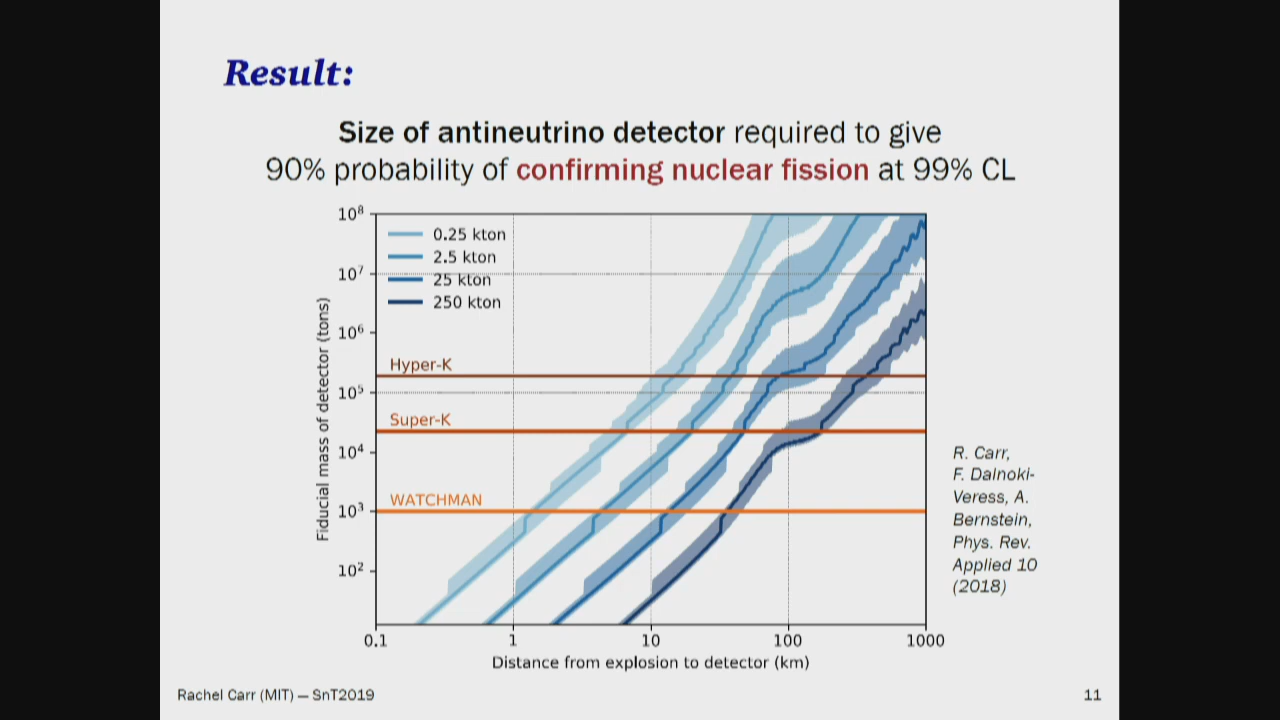 Result:
Size of antineutrino detector required to give
90% probability of confirming nuclear fission at 99% CL
10⁸
10⁷
10⁶
10⁵
10⁴
10³
10²
Fiducial mass of detector (tons)
0.25 kton
2.5 kton
25 kton
250 kton
Hyper-K
Super-K
WATCHMAN
0.1 1 10 100 1000
Distance from explosion to detector (km)
R. Carr,
F. Dalnoki-
Veress, A.
Bernstein,
Phys. Rev.
Applied 10
(2018)
Rachel Carr (MIT) — SnT2019
11